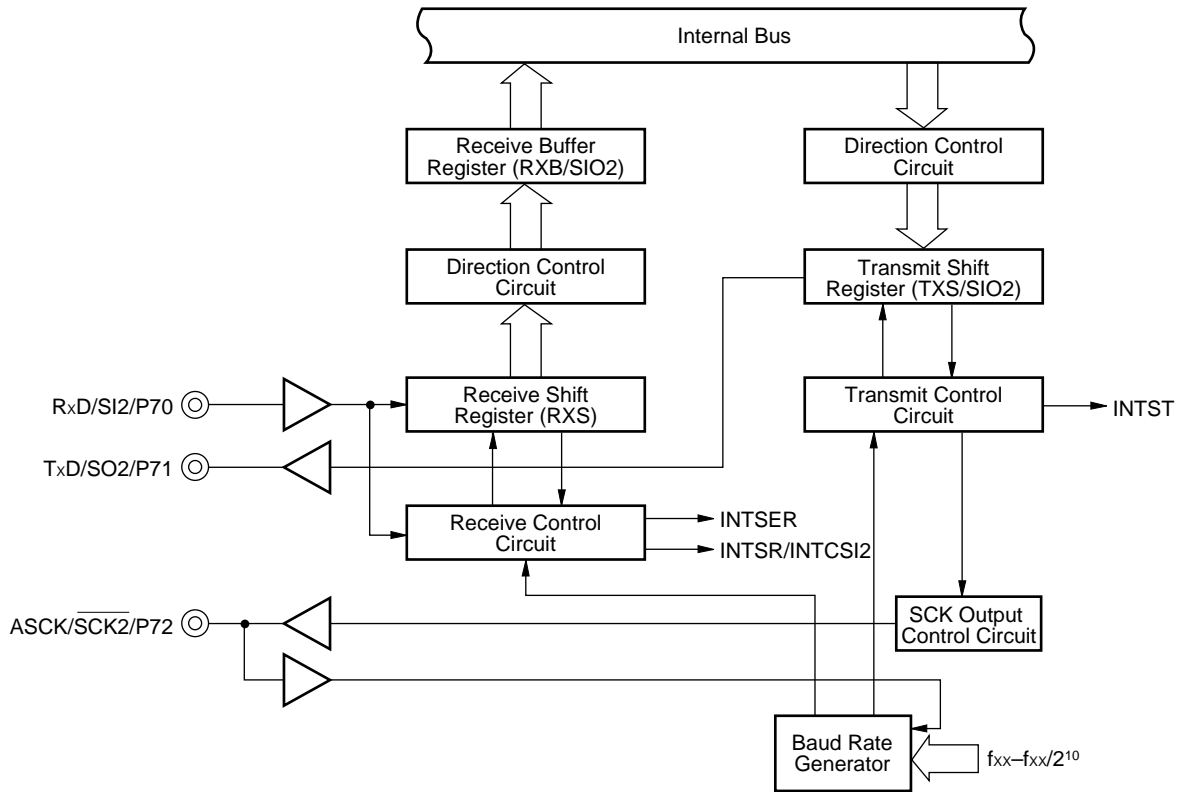 Internal Bus
Receive Buffer
Register (RXB/SIO2)
Direction Control
Circuit
Direction Control
Circuit
Transmit Shift
Register (TXS/SIO2)
RxD/SI2/P70
Receive Shift
Register (RXS)
Transmit Control
Circuit
INTST
TxD/SO2/P71
Receive Control
Circuit
INTSER
INTSR/INTCSI2
ASCK/S̅C̅K̅2̅/P72
SCK Output
Control Circuit
Baud Rate
Generator
fxx–fxx/2¹⁰